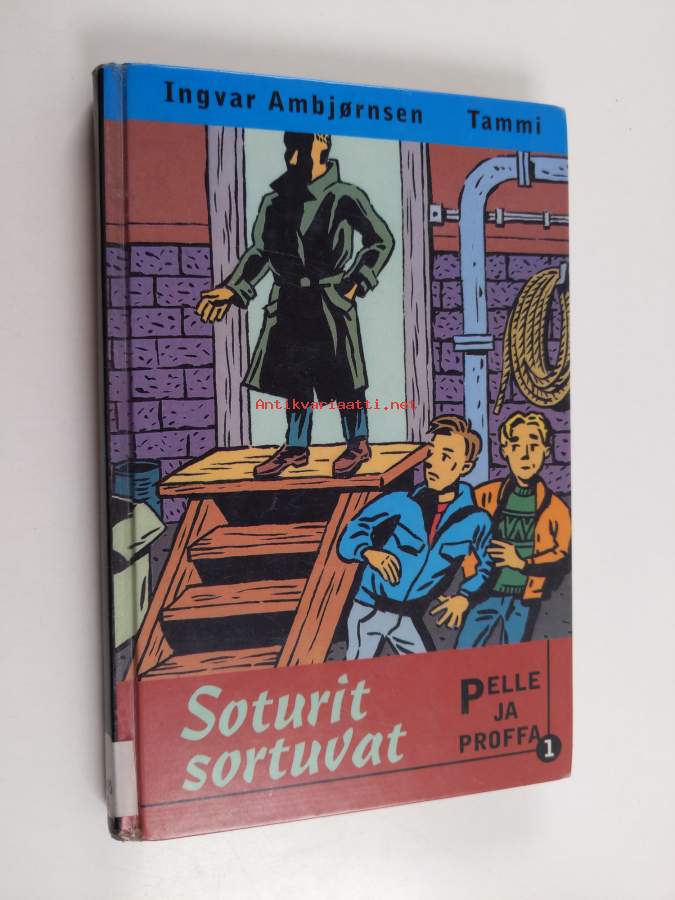 Ingvar Ambjørnsen Tammi
Antikvariaatti.net
Soturit
sortuvat
PELLE
JA
PROFFA
1